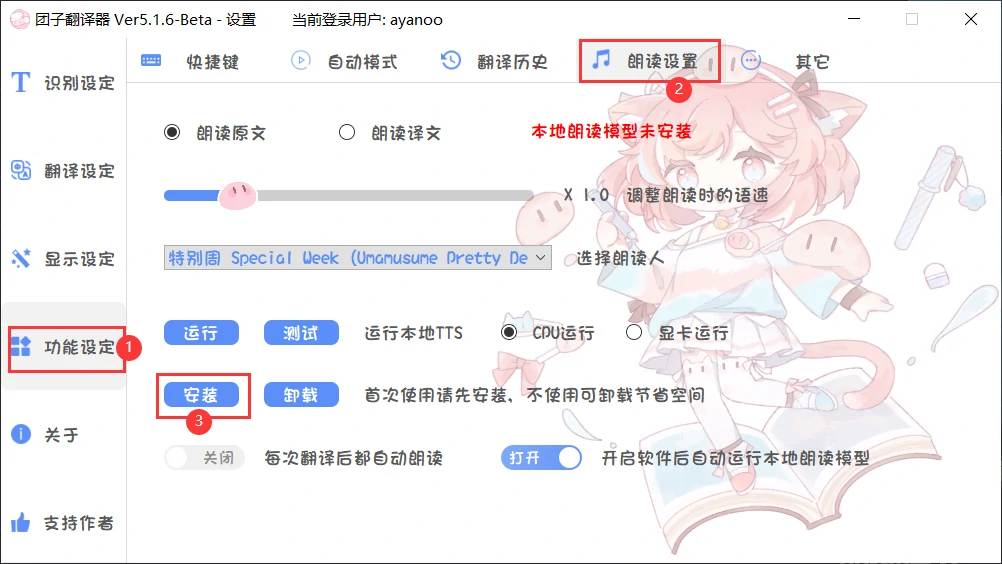 团子翻译器 Ver5.1.6-Beta - 设置 当前登录用户: ayanoo
快捷键 自动模式 翻译历史 朗读设置 其它
2
识别设定
翻译设定
显示设定
功能设定 1
关于
支持作者
朗读原文 朗读译文 本地朗读模型未安装
X 1.0 调整朗读时的语速
特别周 Special Week (Umamusume Pretty De 选择朗读人
运行 测试 运行本地TTS CPU运行 显卡运行
安装 卸载 首次使用请先安装, 不使用可卸载节省空间
3
关闭 每次翻译后都自动朗读 打开 开启软件后自动运行本地朗读模型